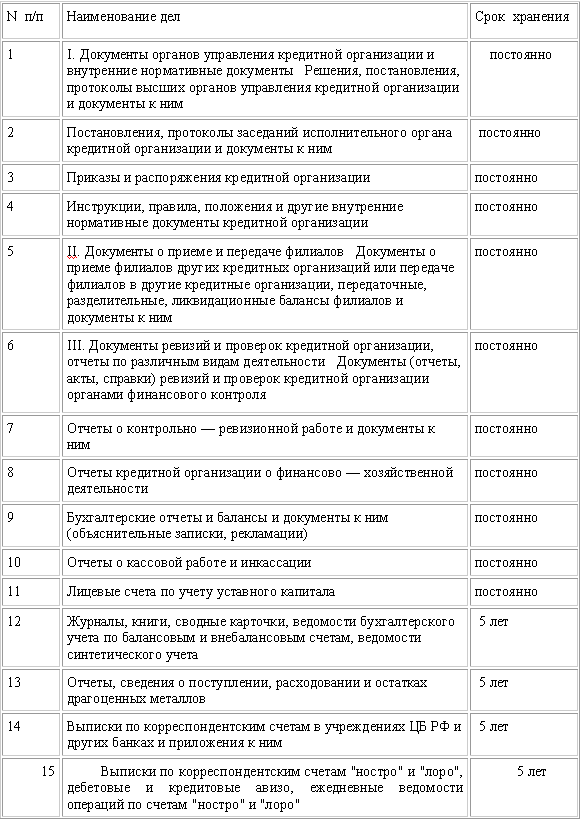 N п/п Наименование дел Срок хранения
1 I. Документы органов управления кредитной организации и постоянно
внутренние нормативные документы Решения, постановления,
протоколы высших органов управления кредитной организации
и документы к ним
2 Постановления, протоколы заседаний исполнительного органа постоянно
кредитной организации и документы к ним
3 Приказы и распоряжения кредитной организации постоянно
4 Инструкции, правила, положения и другие внутренние постоянно
нормативные документы кредитной организации
5 II. Документы о приеме и передаче филиалов Документы о постоянно
приеме филиалов других кредитных организаций или передаче
филиалов в другие кредитные организации, передаточные,
разделительные, ликвидационные балансы филиалов и
документы к ним
6 III. Документы ревизий и проверок кредитной организации, постоянно
отчеты по различным видам деятельности Документы (отчеты,
акты, справки) ревизий и проверок кредитной организации
органами финансового контроля
7 Отчеты о контрольно — ревизионной работе и документы к постоянно
ним
8 Отчеты кредитной организации о финансово — хозяйственной постоянно
деятельности
9 Бухгалтерские отчеты и балансы и документы к ним постоянно
(объяснительные записки, рекламации)
10 Отчеты о кассовой работе и инкассации постоянно
11 Лицевые счета по учету уставного капитала постоянно
12 Журналы, книги, сводные карточки, ведомости бухгалтерского 5 лет
учета по балансовым и внебалансовым счетам, ведомости
синтетического учета
13 Отчеты, сведения о поступлении, расходовании и остатках 5 лет
драгоценных металлов
14 Выписки по корреспондентским счетам в учреждениях ЦБ РФ и 5 лет
других банках и приложения к ним
15 Выписки по корреспондентским счетам "ностро" и "лоро", 5 лет
дебетовые и кредитовые авизо, ежедневные ведомости
операций по счетам "ностро" и "лоро"